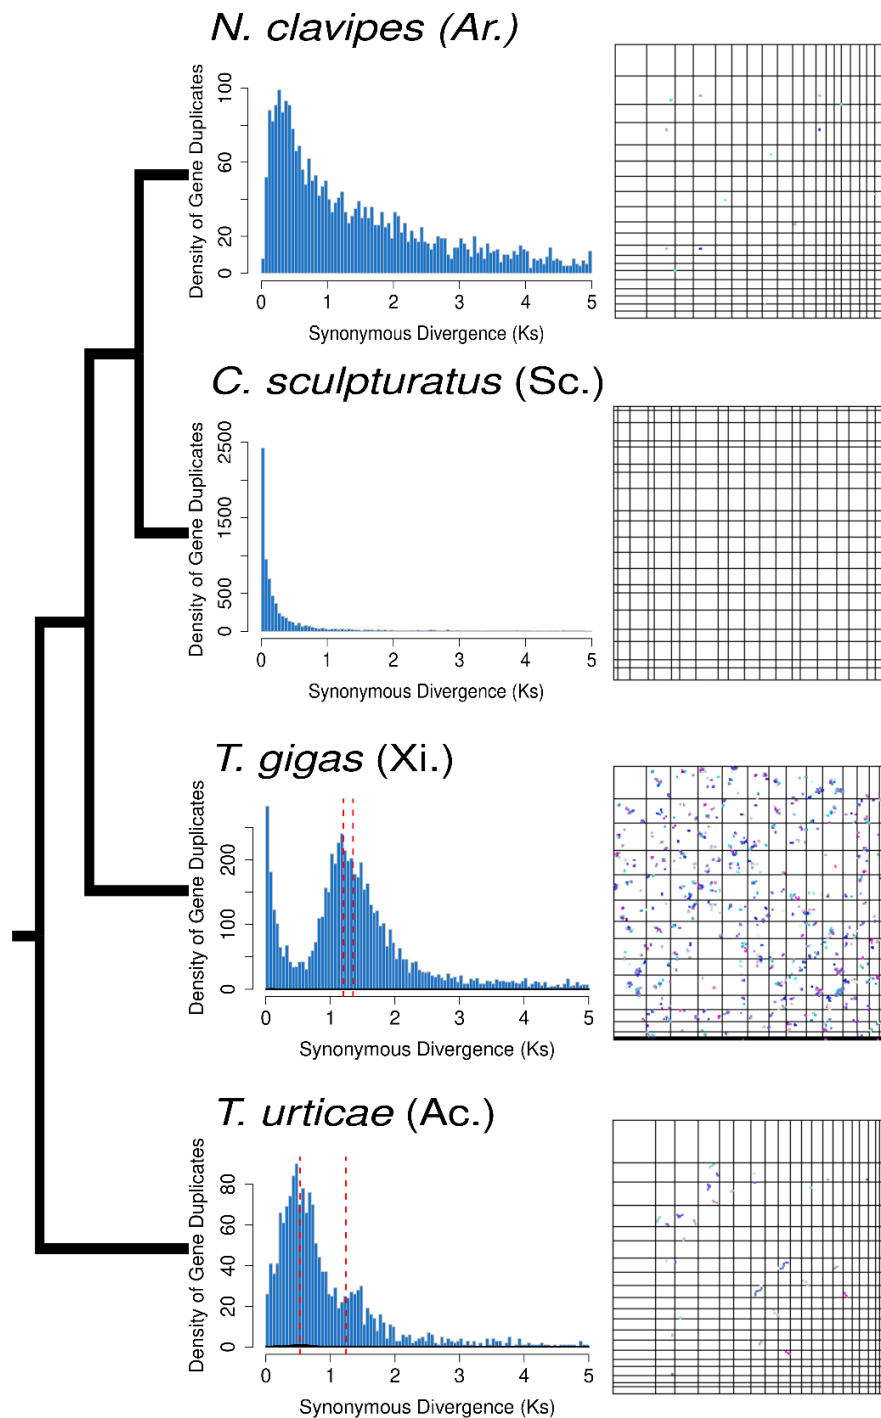 N. clavipes (Ar.)
Density of Gene Duplicates
100
60
20
0
0 1 2 3 4 5
Synonymous Divergence (Ks)
C. sculpturatus (Sc.)
Density of Gene Duplicates
2500
1500
500
0
0 1 2 3 4 5
Synonymous Divergence (Ks)
T. gigas (Xi.)
Density of Gene Duplicates
200
100
0
0 1 2 3 4 5
Synonymous Divergence (Ks)
T. urticae (Ac.)
Density of Gene Duplicates
80
60
40
20
0
0 1 2 3 4 5
Synonymous Divergence (Ks)